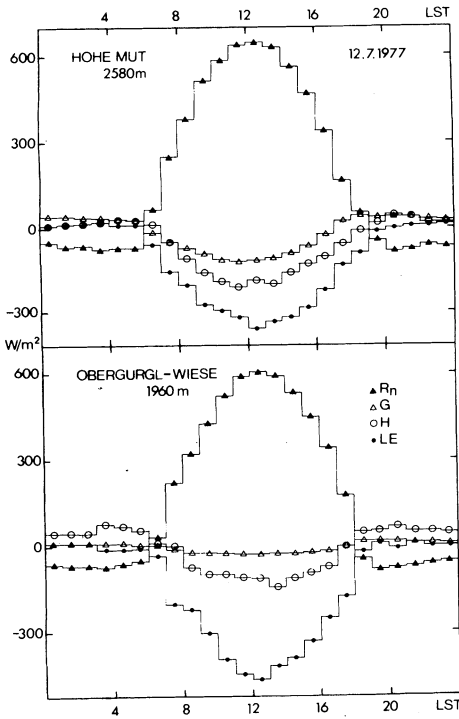 4 8 12 16 20 LST
600
HOHE MUT
2580m
12.7.1977
300
0
-300
W/m²
OBERGURGL-WIESE
1960 m
600
Rn
G
H
LE
300
0
-300
4 8 12 16 20 LST